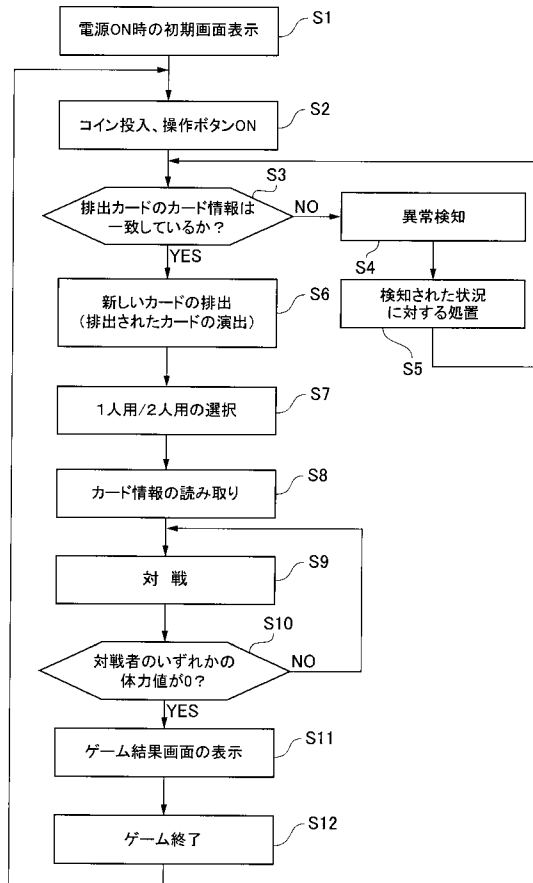 電源ON時の初期画面表示
S1
コイン投入、操作ボタンON
S2
S3
排出カードのカード情報は
一致しているか？
NO
YES
異常検知
S4
検知された状況
に対する処置
S5
新しいカードの排出
(排出されたカードの演出)
S6
１人用/２人用の選択
S7
カード情報の読み取り
S8
対 戦
S9
S10
対戦者のいずれかの
体力値が0？
NO
YES
ゲーム結果画面の表示
S11
ゲーム終了
S12